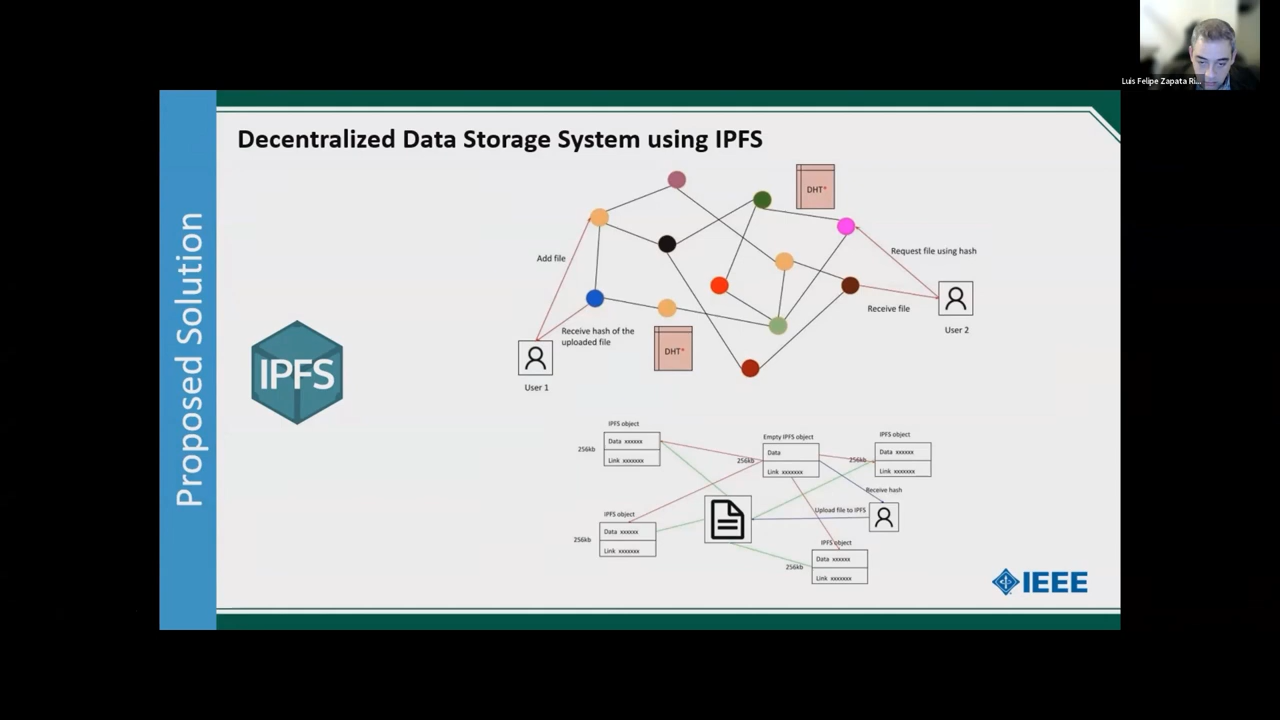 Luis Felipe Zapata Ri...
Proposed Solution
Decentralized Data Storage System using IPFS
DHT*
Add file
Request file using hash
Receive file
User 2
Receive hash of the
uploaded file
DHT*
User 1
IPFS
IPFS object
Data xxxxxx
Link xxxxxxx
256kb
Empty IPFS object
Data
Link xxxxxxx
256kb
IPFS object
Data xxxxxx
Link xxxxxxx
256kb
Receive hash
Upload file to IPFS
IPFS object
Data xxxxxx
Link xxxxxxx
256kb
IPFS object
Data xxxxxx
Link xxxxxxx
256kb
IEEE